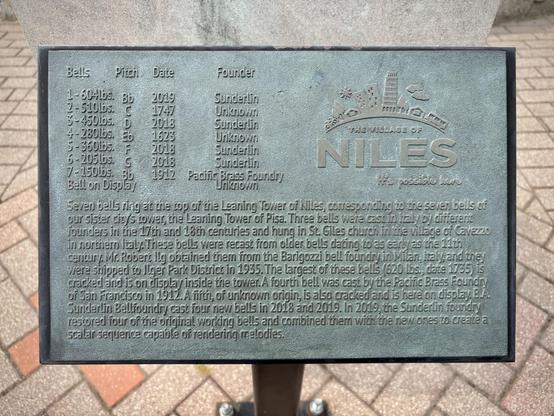 Bells Pitch Date Founder
1 - 604lbs. Bb 2019 Sunderlin
2 - 510lbs. C 1747 Unknown
3 - 450lbs. D 2018 Sunderlin
4 - 280lbs. Eb 1623 Unknown
5 - 360lbs. F 2018 Sunderlin
6 - 205lbs. G 2018 Sunderlin
7 - 150lbs. Bb 1912 Pacific Brass Foundry
Bell on Display Unknown
THE VILLAGE OF
NILES
It's possible here
Seven bells ring at the top of the Leaning Tower of Niles, corresponding to the seven bells of
our sister city's tower, the Leaning Tower of Pisa. Three bells were cast in Italy by different
founders in the 17th and 18th centuries and hung in St. Giles church in the village of Cavezzo
in northern Italy. These bells were recast from older bells dating to as early as the 11th
century. Mr. Robert Ilg obtained them from the Barigozzi bell foundry in Milan, Italy, and they
were shipped to Ilger Park District in 1935. The largest of these bells (620 lbs., date 1735) is
cracked and is on display inside the tower. A fourth bell was cast by the Pacific Brass Foundry
of San Francisco in 1912. A fifth, of unknown origin, is also cracked and is here on display. B.A.
Sunderlin Bellfoundry cast four new bells in 2018 and 2019. In 2019, the Sunderlin foundry
restored four of the original working bells and combined them with the new ones to create a
scalar sequence capable of rendering melodies.